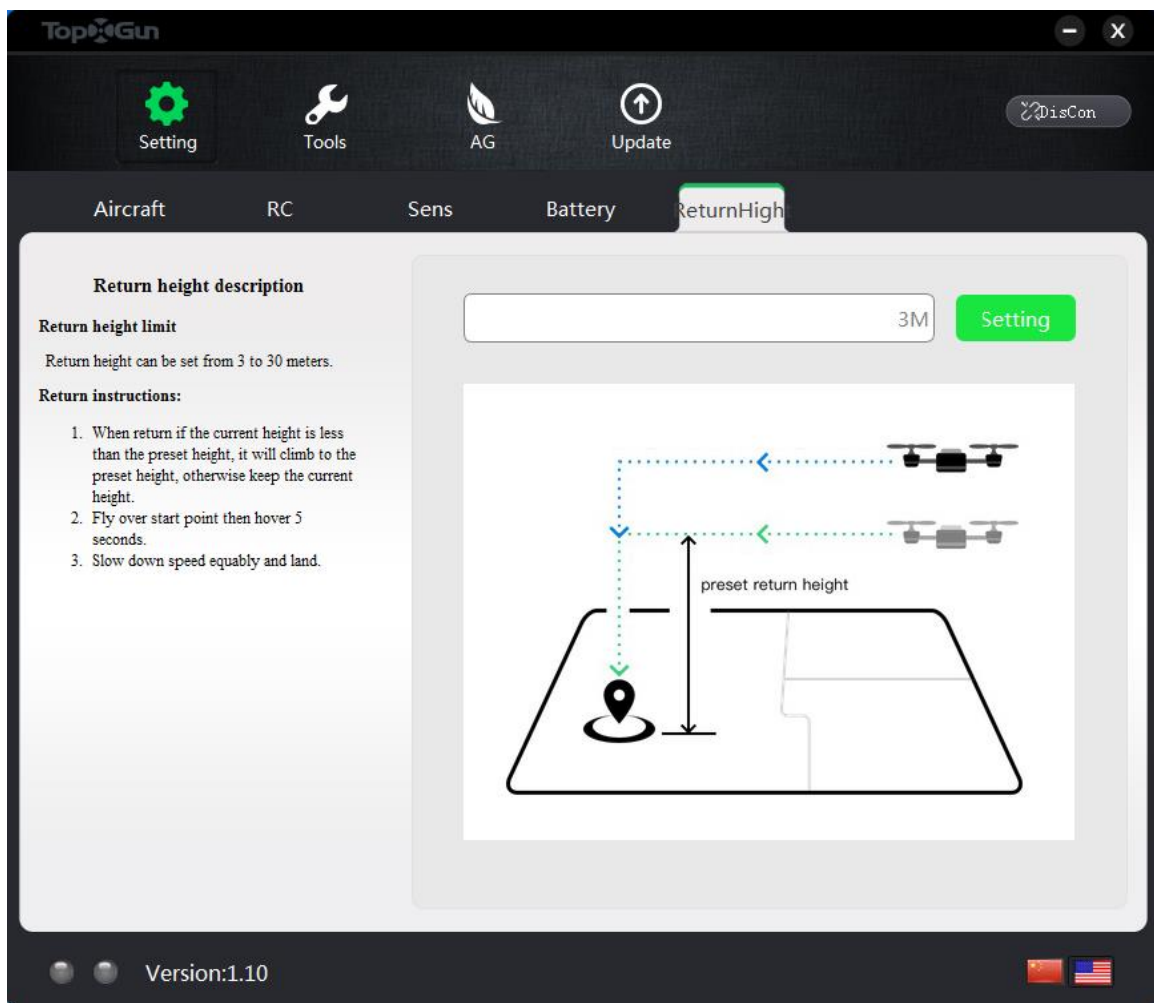 TopXGun
Setting
Tools
AG
Update
DisCon
Aircraft
RC
Sens
Battery
ReturnHigh
Return height description
Return height limit
Return height can be set from 3 to 30 meters.
Return instructions:
1. When return if the current height is less
than the preset height, it will climb to the
preset height, otherwise keep the current
height.
2. Fly over start point then hover 5
seconds.
3. Slow down speed equably and land.
3M
Setting
preset return height
Version:1.10